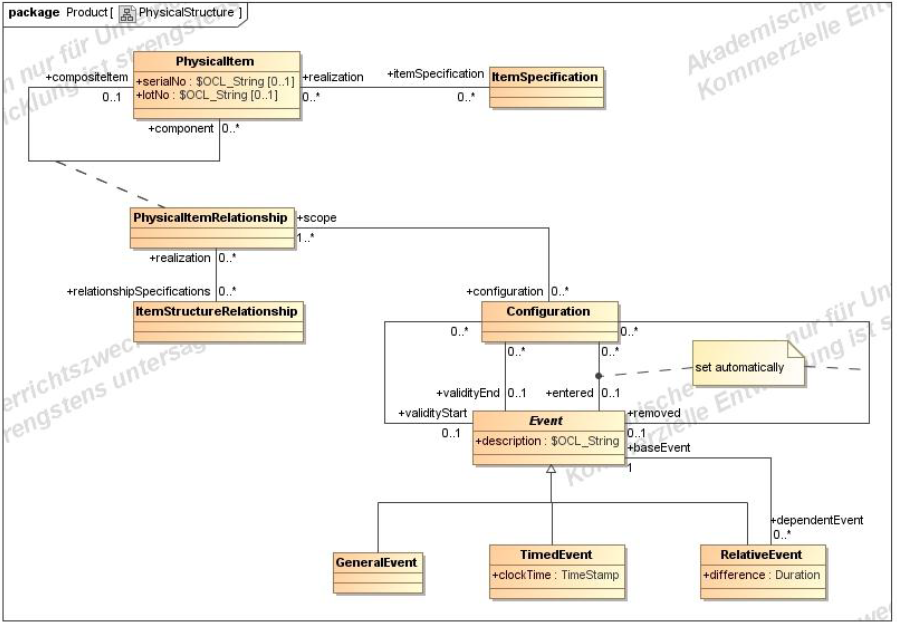 package Product [ PhysicalStructure ]
Akademische
Kommerzielle Ent
n nur für Unter
cklung ist strengstens
PhysicalItem
+serialNo : $OCL_String [0..1]
+lotNo : $OCL_String [0..1]
+compositeItem
0..1
+realization
0..*
+itemSpecification
0..*
ItemSpecification
+component 0..*
PhysicalItemRelationship
+scope
1..*
+realization 0..*
+relationshipSpecifications 0..*
ItemStructureRelationship
+configuration 0..*
Configuration
0..*
0..*
0..*
0..*
set automatically
errichtszwec
rengstens untersag
nur für Un
ung ist s
+validityEnd 0..1
+entered 0..1
+validityStart
0..1
Event
+description : $OCL_String
+removed
0..1
+baseEvent
1
+dependentEvent
0..*
GeneralEvent
TimedEvent
+clockTime : TimeStamp
RelativeEvent
+difference : Duration